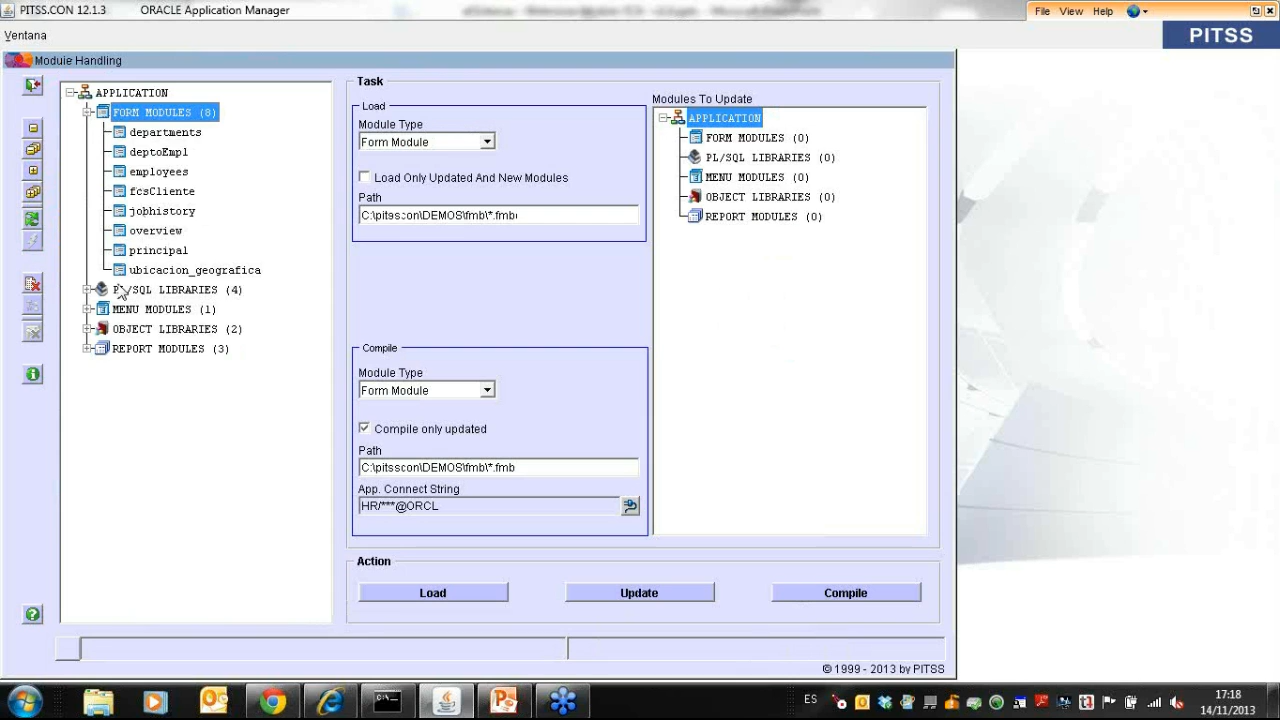 PITSS.CON 12.1.3 ORACLE Application Manager
File View Help
Ventana
PITSS
Module Handling
APPLICATION
FORM MODULES (8)
departments
deptoEmpl
employees
fcsCliente
jobhistory
overview
principal
ubicacion_geografica
PL/SQL LIBRARIES (4)
MENU MODULES (1)
OBJECT LIBRARIES (2)
REPORT MODULES (3)
Task
Load
Module Type
Form Module
Load Only Updated And New Modules
Path
C:\pitsscon\DEMOS\fmb\*.fmb
Compile
Module Type
Form Module
Compile only updated
Path
C:\pitsscon\DEMOS\fmb\*.fmb
App. Connect String
HR/***@ORCL
Modules To Update
APPLICATION
FORM MODULES (0)
PL/SQL LIBRARIES (0)
MENU MODULES (0)
OBJECT LIBRARIES (0)
REPORT MODULES (0)
Action
Load Update Compile
© 1999 - 2013 by PITSS
ES
17:18
14/11/2013